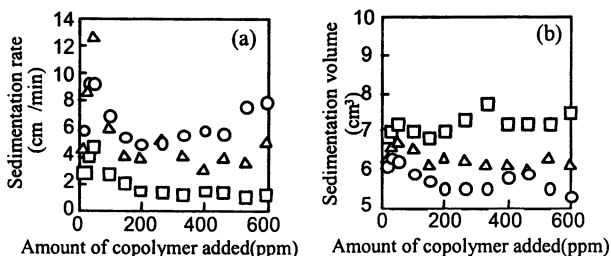 Sedimentation rate
(cm /min)
14
12
10
8
6
4
2
0
(a)
0 200 400 600
Amount of copolymer added(ppm)
Sedimentation volume
(cm³)
10
9
8
7
6
5
(b)
0 200 400 600
Amount of copolymer added(ppm)